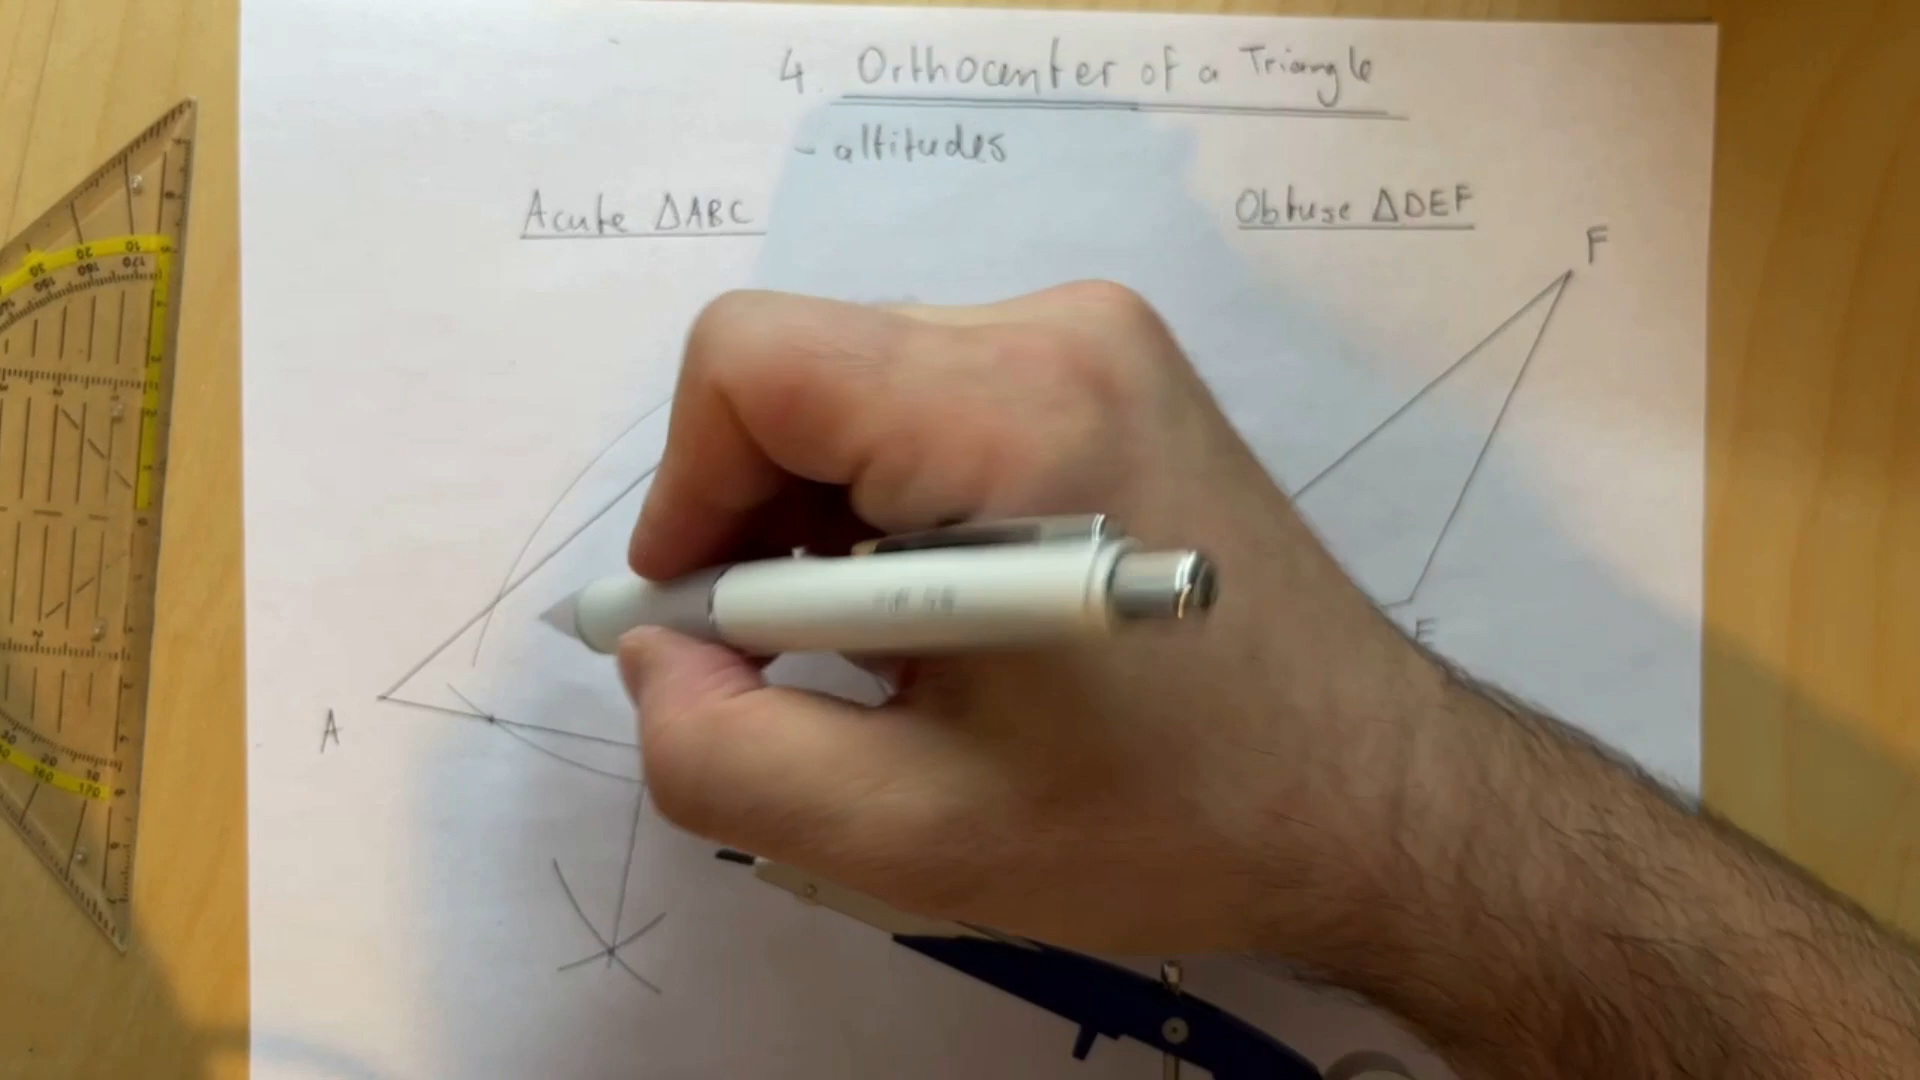 4. Orthocenter of a Triangle
- altitudes
Acute ΔABC
Obtuse ΔDEF
F
E
A